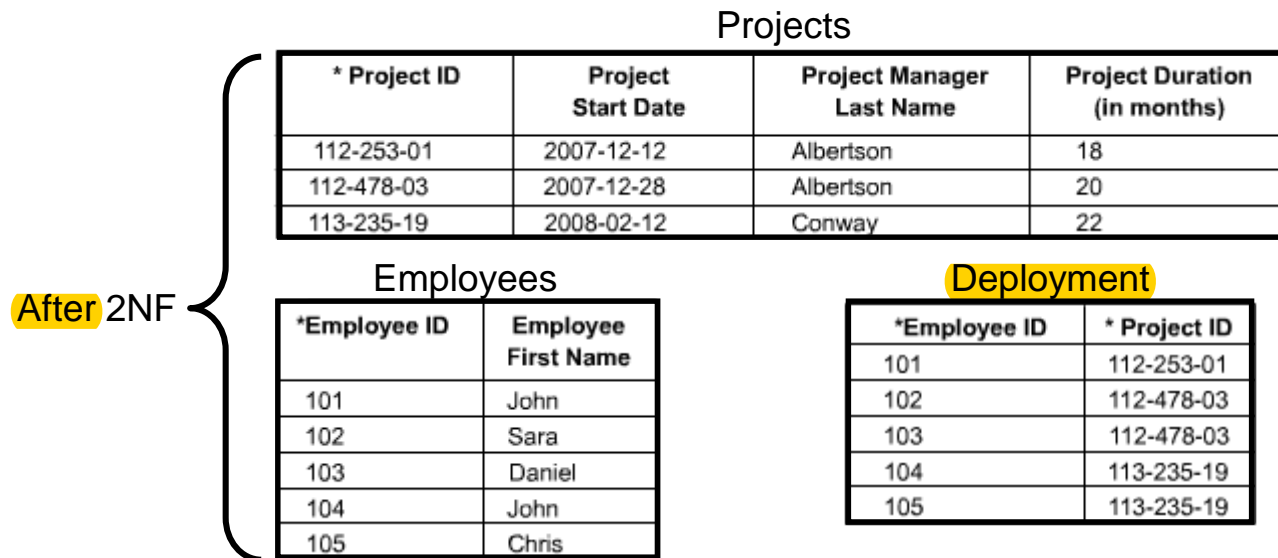 Projects
* Project ID Project Start Date Project Manager Last Name Project Duration (in months)
112-253-01 2007-12-12 Albertson 18
112-478-03 2007-12-28 Albertson 20
113-235-19 2008-02-12 Conway 22
After 2NF
Employees
*Employee ID Employee First Name
101 John
102 Sara
103 Daniel
104 John
105 Chris
Deployment
*Employee ID * Project ID
101 112-253-01
102 112-478-03
103 112-478-03
104 113-235-19
105 113-235-19